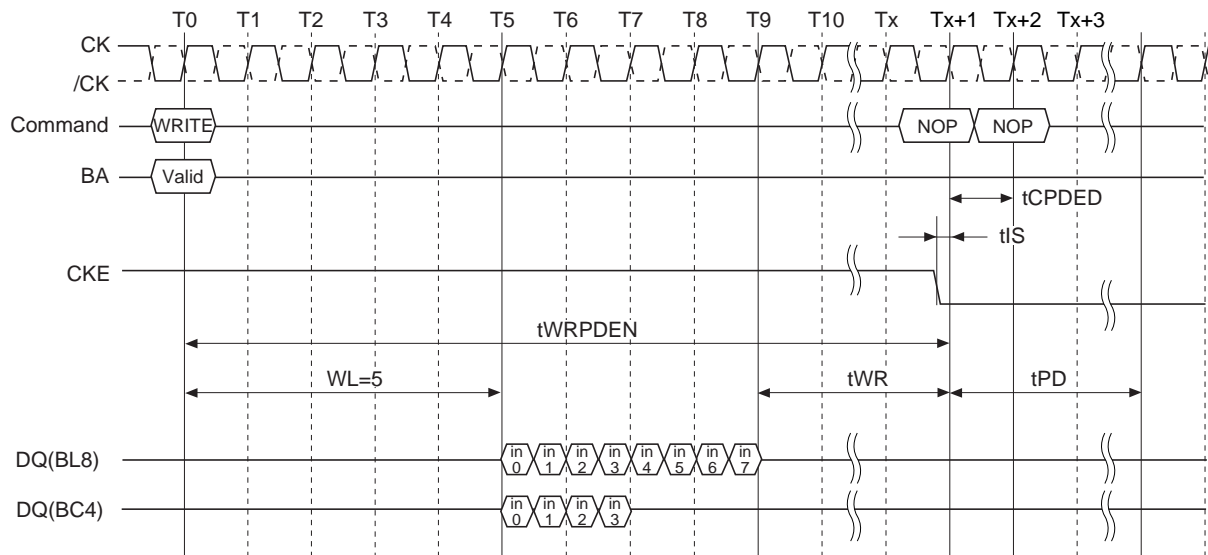 T0 T1 T2 T3 T4 T5 T6 T7 T8 T9 T10 Tx Tx+1 Tx+2 Tx+3
CK
/CK
Command WRITE NOP NOP
BA Valid
tCPDED
tIS
CKE
tWRPDEN
WL=5 tWR tPD
DQ(BL8) in 0 in 1 in 2 in 3 in 4 in 5 in 6 in 7
DQ(BC4) in 0 in 1 in 2 in 3